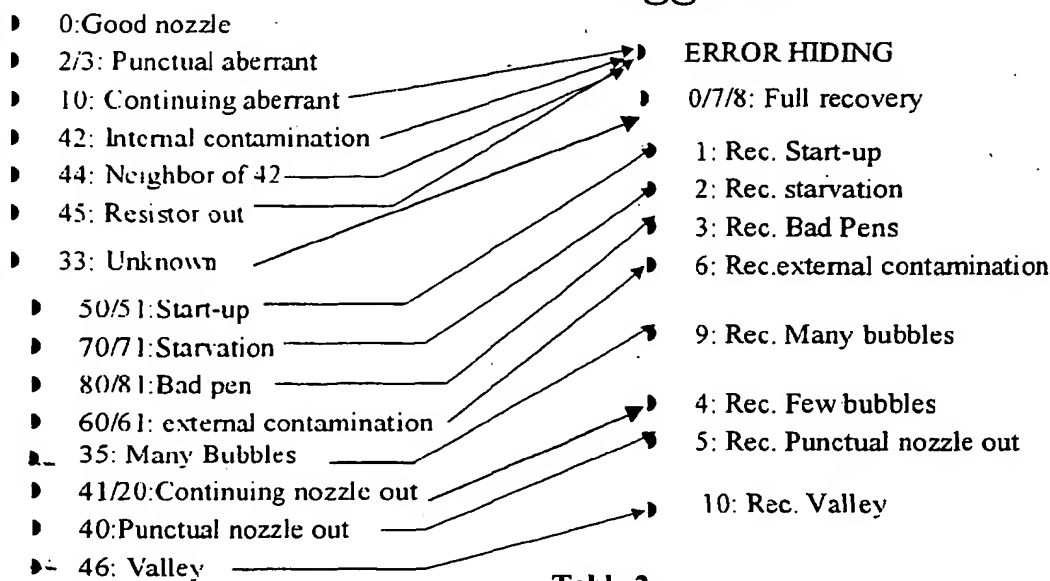 0:Good nozzle
2/3: Punctual aberrant
10: Continuing aberrant
42: Internal contamination
44: Neighbor of 42
45: Resistor out
33: Unknown
50/51:Start-up
70/71:Starvation
80/81:Bad pen
60/61: external contamination
35: Many Bubbles
41/20:Continuing nozzle out
40:Punctual nozzle out
46: Valley
ERROR HIDING
0/7/8: Full recovery
1: Rec. Start-up
2: Rec. starvation
3: Rec. Bad Pens
6: Rec.external contamination
9: Rec. Many bubbles
4: Rec. Few bubbles
5: Rec. Punctual nozzle out
10: Rec. Valley